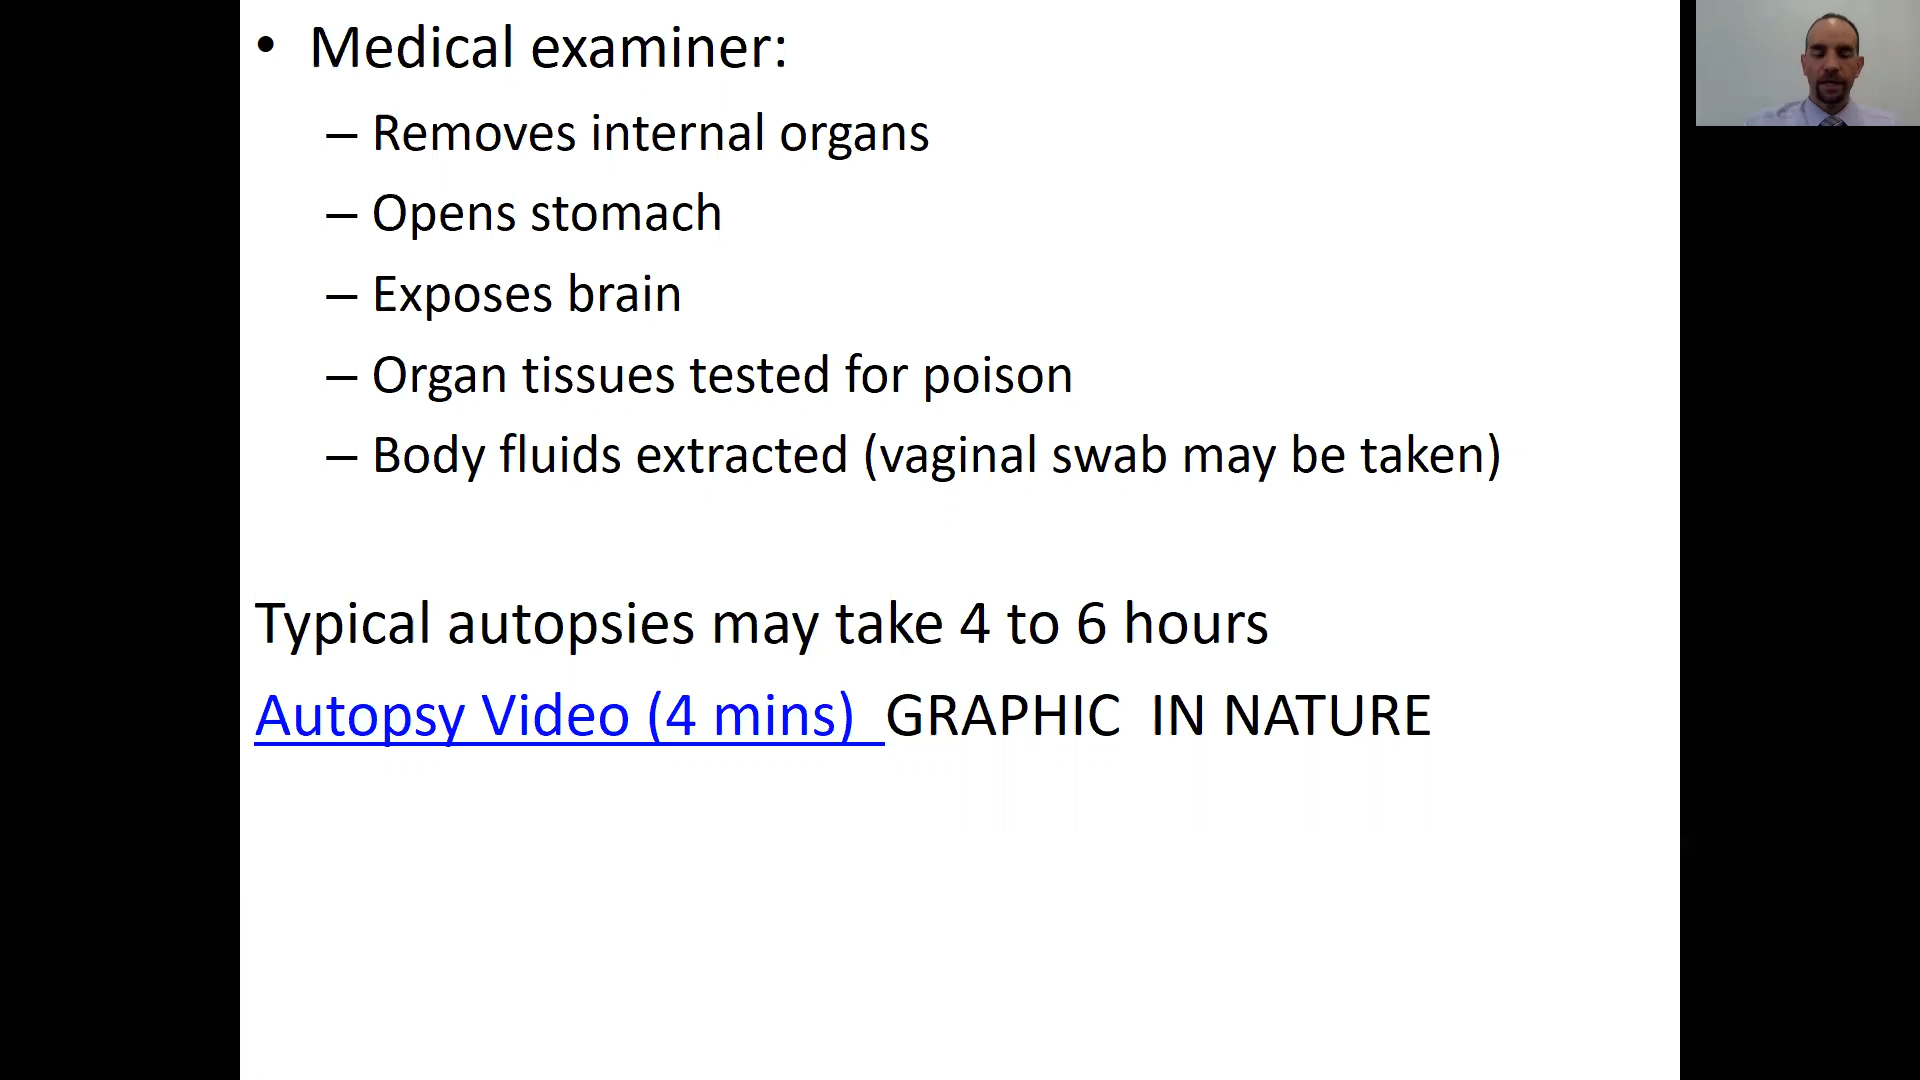 • Medical examiner:
– Removes internal organs
– Opens stomach
– Exposes brain
– Organ tissues tested for poison
– Body fluids extracted (vaginal swab may be taken)
Typical autopsies may take 4 to 6 hours
Autopsy Video (4 mins) GRAPHIC IN NATURE